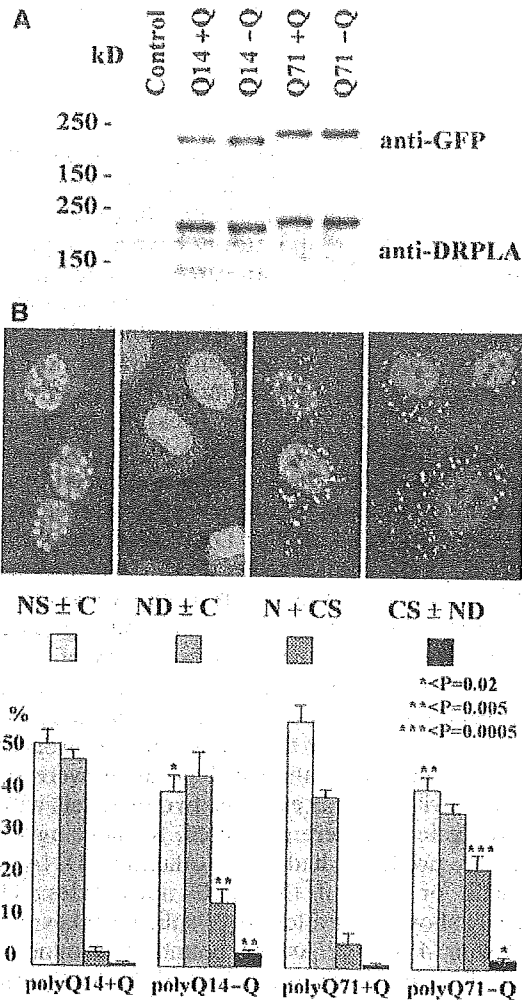 A
kD
Control
Q14 +Q
Q14 -Q
Q71 +Q
Q71 -Q
250 -
anti-GFP
150 -
250 -
anti-DRPLA
150 -
B
NS ± C ND ± C N + CS CS ± ND
*<P=0.02
**<P=0.005
***<P=0.0005
%
50
40
30
20
10
0
*
**
**
**
***
*
polyQ14+Q polyQ14-Q polyQ71+Q polyQ71-Q